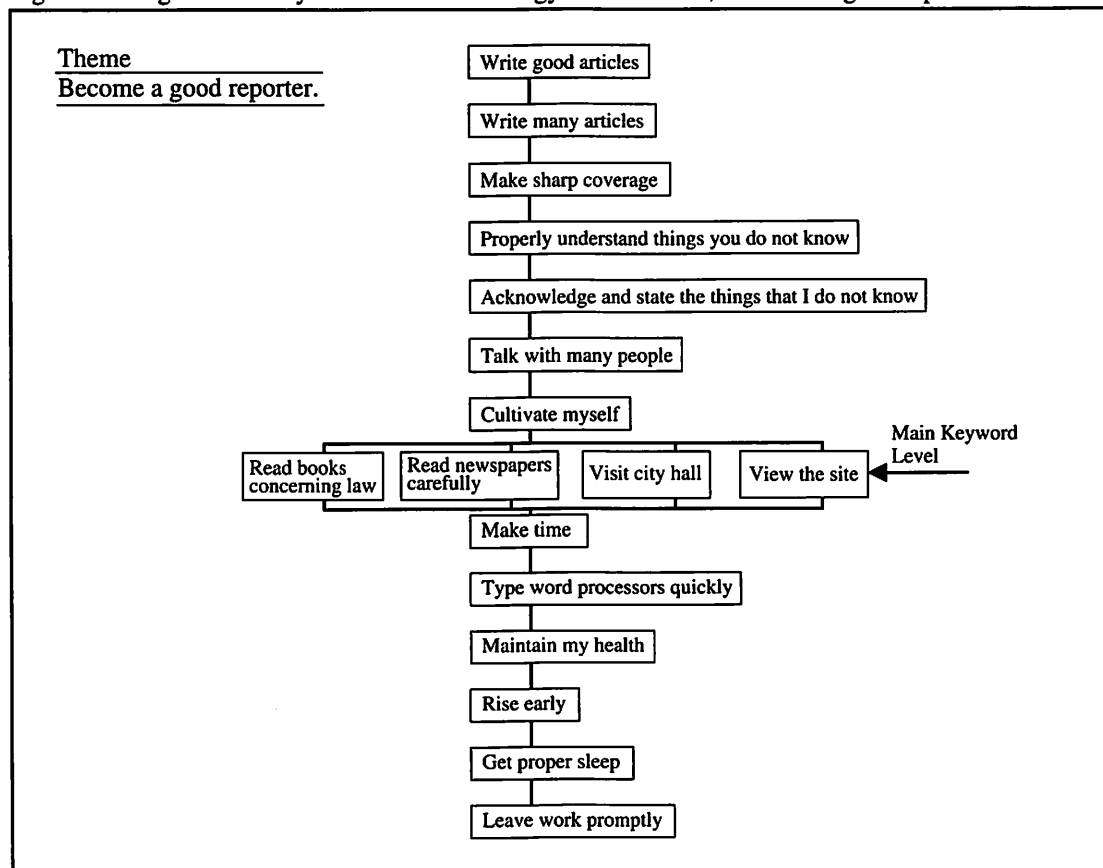 Theme
Become a good reporter.
Write good articles
Write many articles
Make sharp coverage
Properly understand things you do not know
Acknowledge and state the things that I do not know
Talk with many people
Cultivate myself
Main Keyword
Level
Read books
concerning law
Read newspapers
carefully
Visit city hall
View the site
Make time
Type word processors quickly
Maintain my health
Rise early
Get proper sleep
Leave work promptly